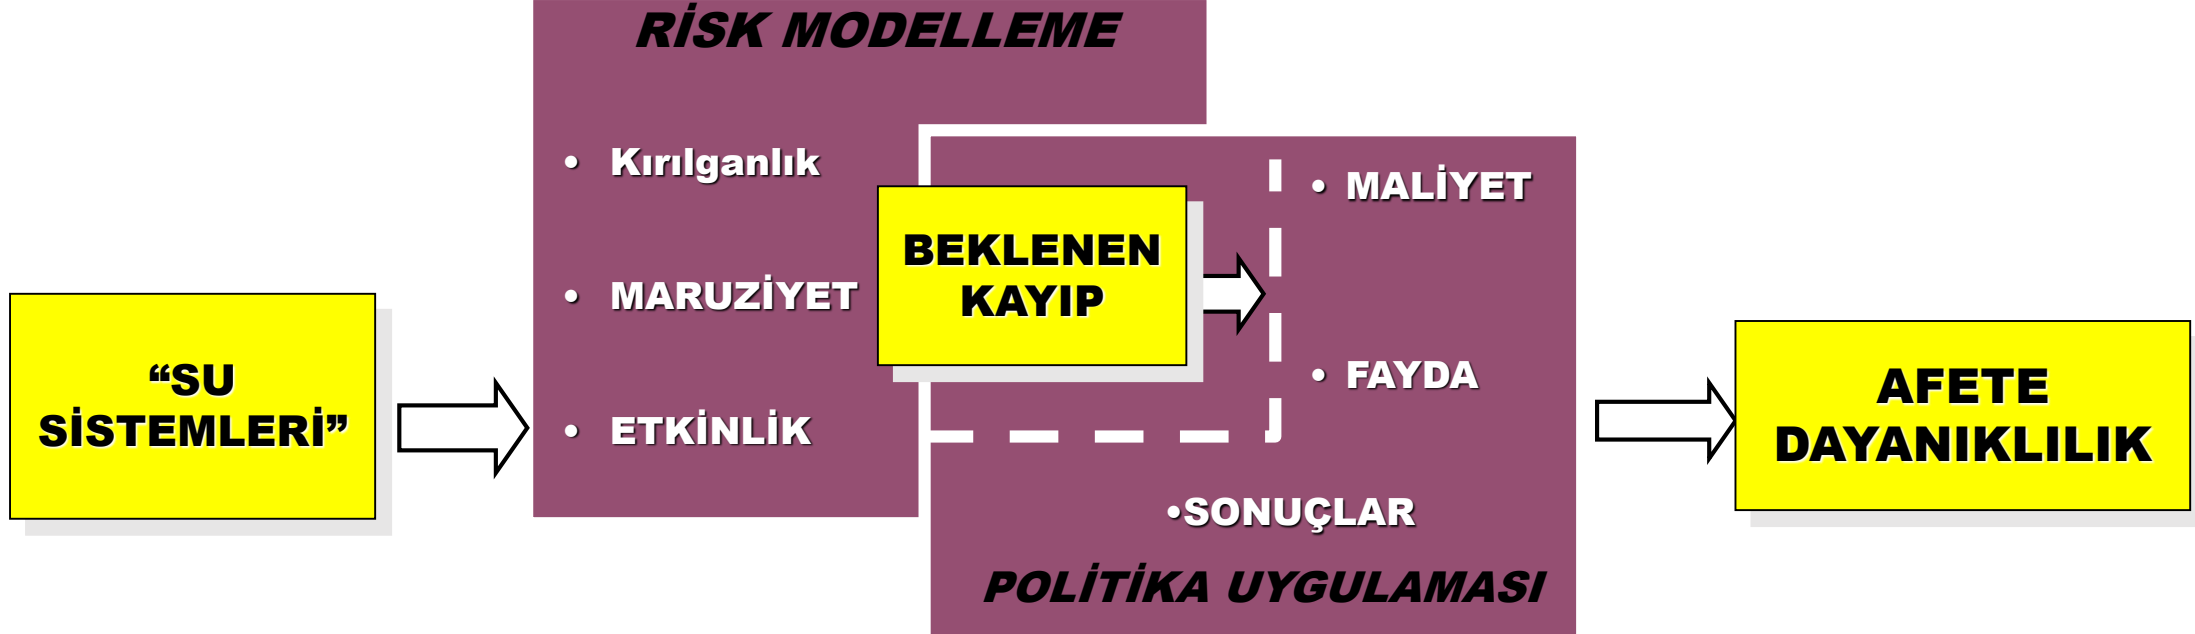 RİSK MODELLEME
• Kırılganlık
• MARUZİYET
• ETKİNLİK
“SU
SİSTEMLERİ”
BEKLENEN
KAYIP
• MALİYET
• FAYDA
•SONUÇLAR
POLİTİKA UYGULAMASI
AFETE
DAYANIKLILIK